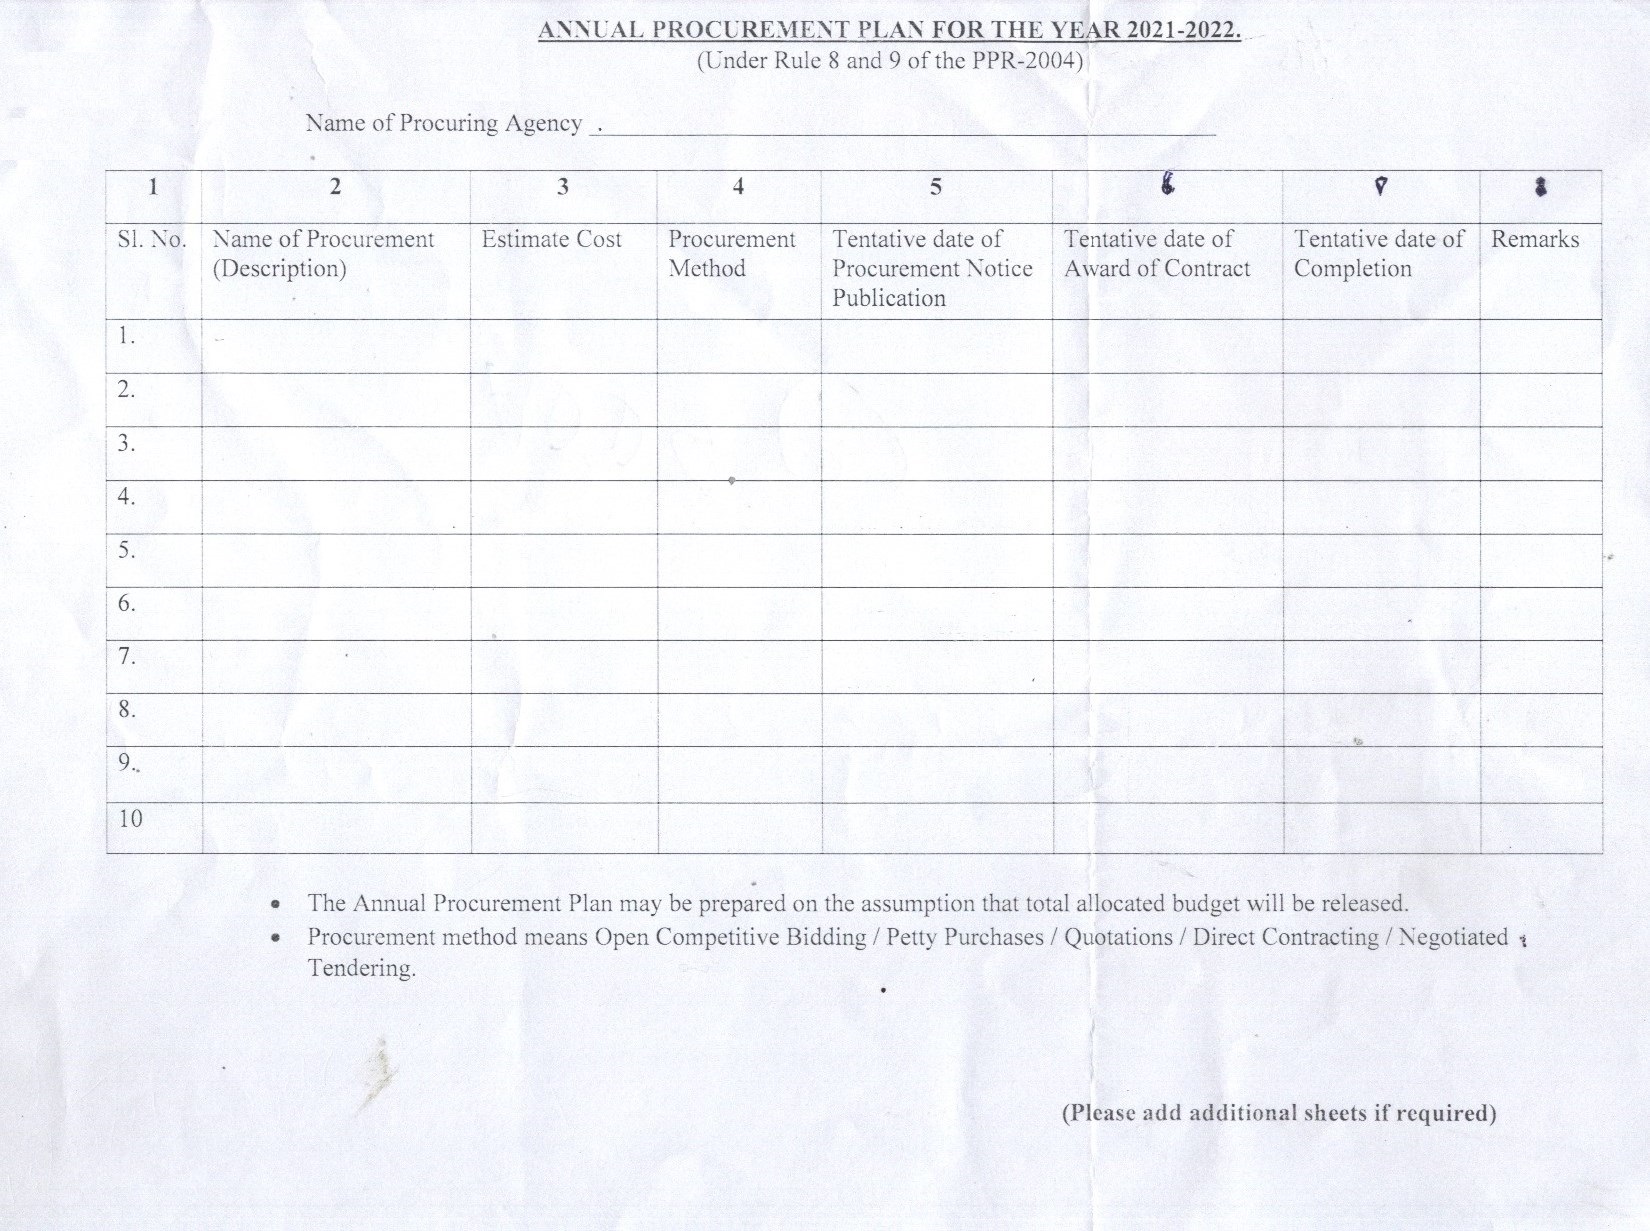 ANNUAL PROCUREMENT PLAN FOR THE YEAR 2021-2022.
(Under Rule 8 and 9 of the PPR-2004)
Name of Procuring Agency .
1 2 3 4 5 6 7 8
Sl. No. Name of Procurement Estimate Cost Procurement Tentative date of Tentative date of Tentative date of Remarks
(Description) Method Procurement Notice Award of Contract Completion
Publication
1.
2.
3.
4.
5.
6.
7.
8.
9.
10
• The Annual Procurement Plan may be prepared on the assumption that total allocated budget will be released.
• Procurement method means Open Competitive Bidding / Petty Purchases / Quotations / Direct Contracting / Negotiated
Tendering.
(Please add additional sheets if required)